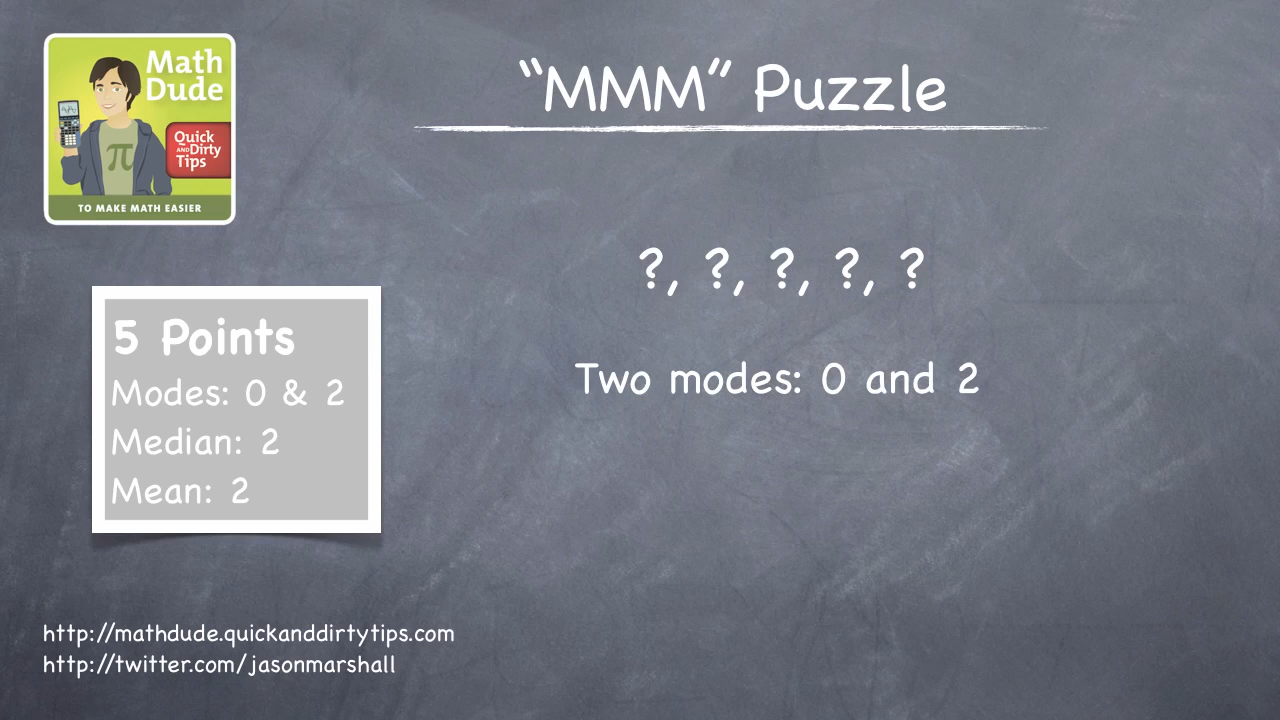 Math
Dude
Quick
AND Dirty
Tips
π
TO MAKE MATH EASIER
“MMM” Puzzle
?, ?, ?, ?, ?
Two modes: 0 and 2
5 Points
Modes: 0 & 2
Median: 2
Mean: 2
http://mathdude.quickanddirtytips.com
http://twitter.com/jasonmarshall